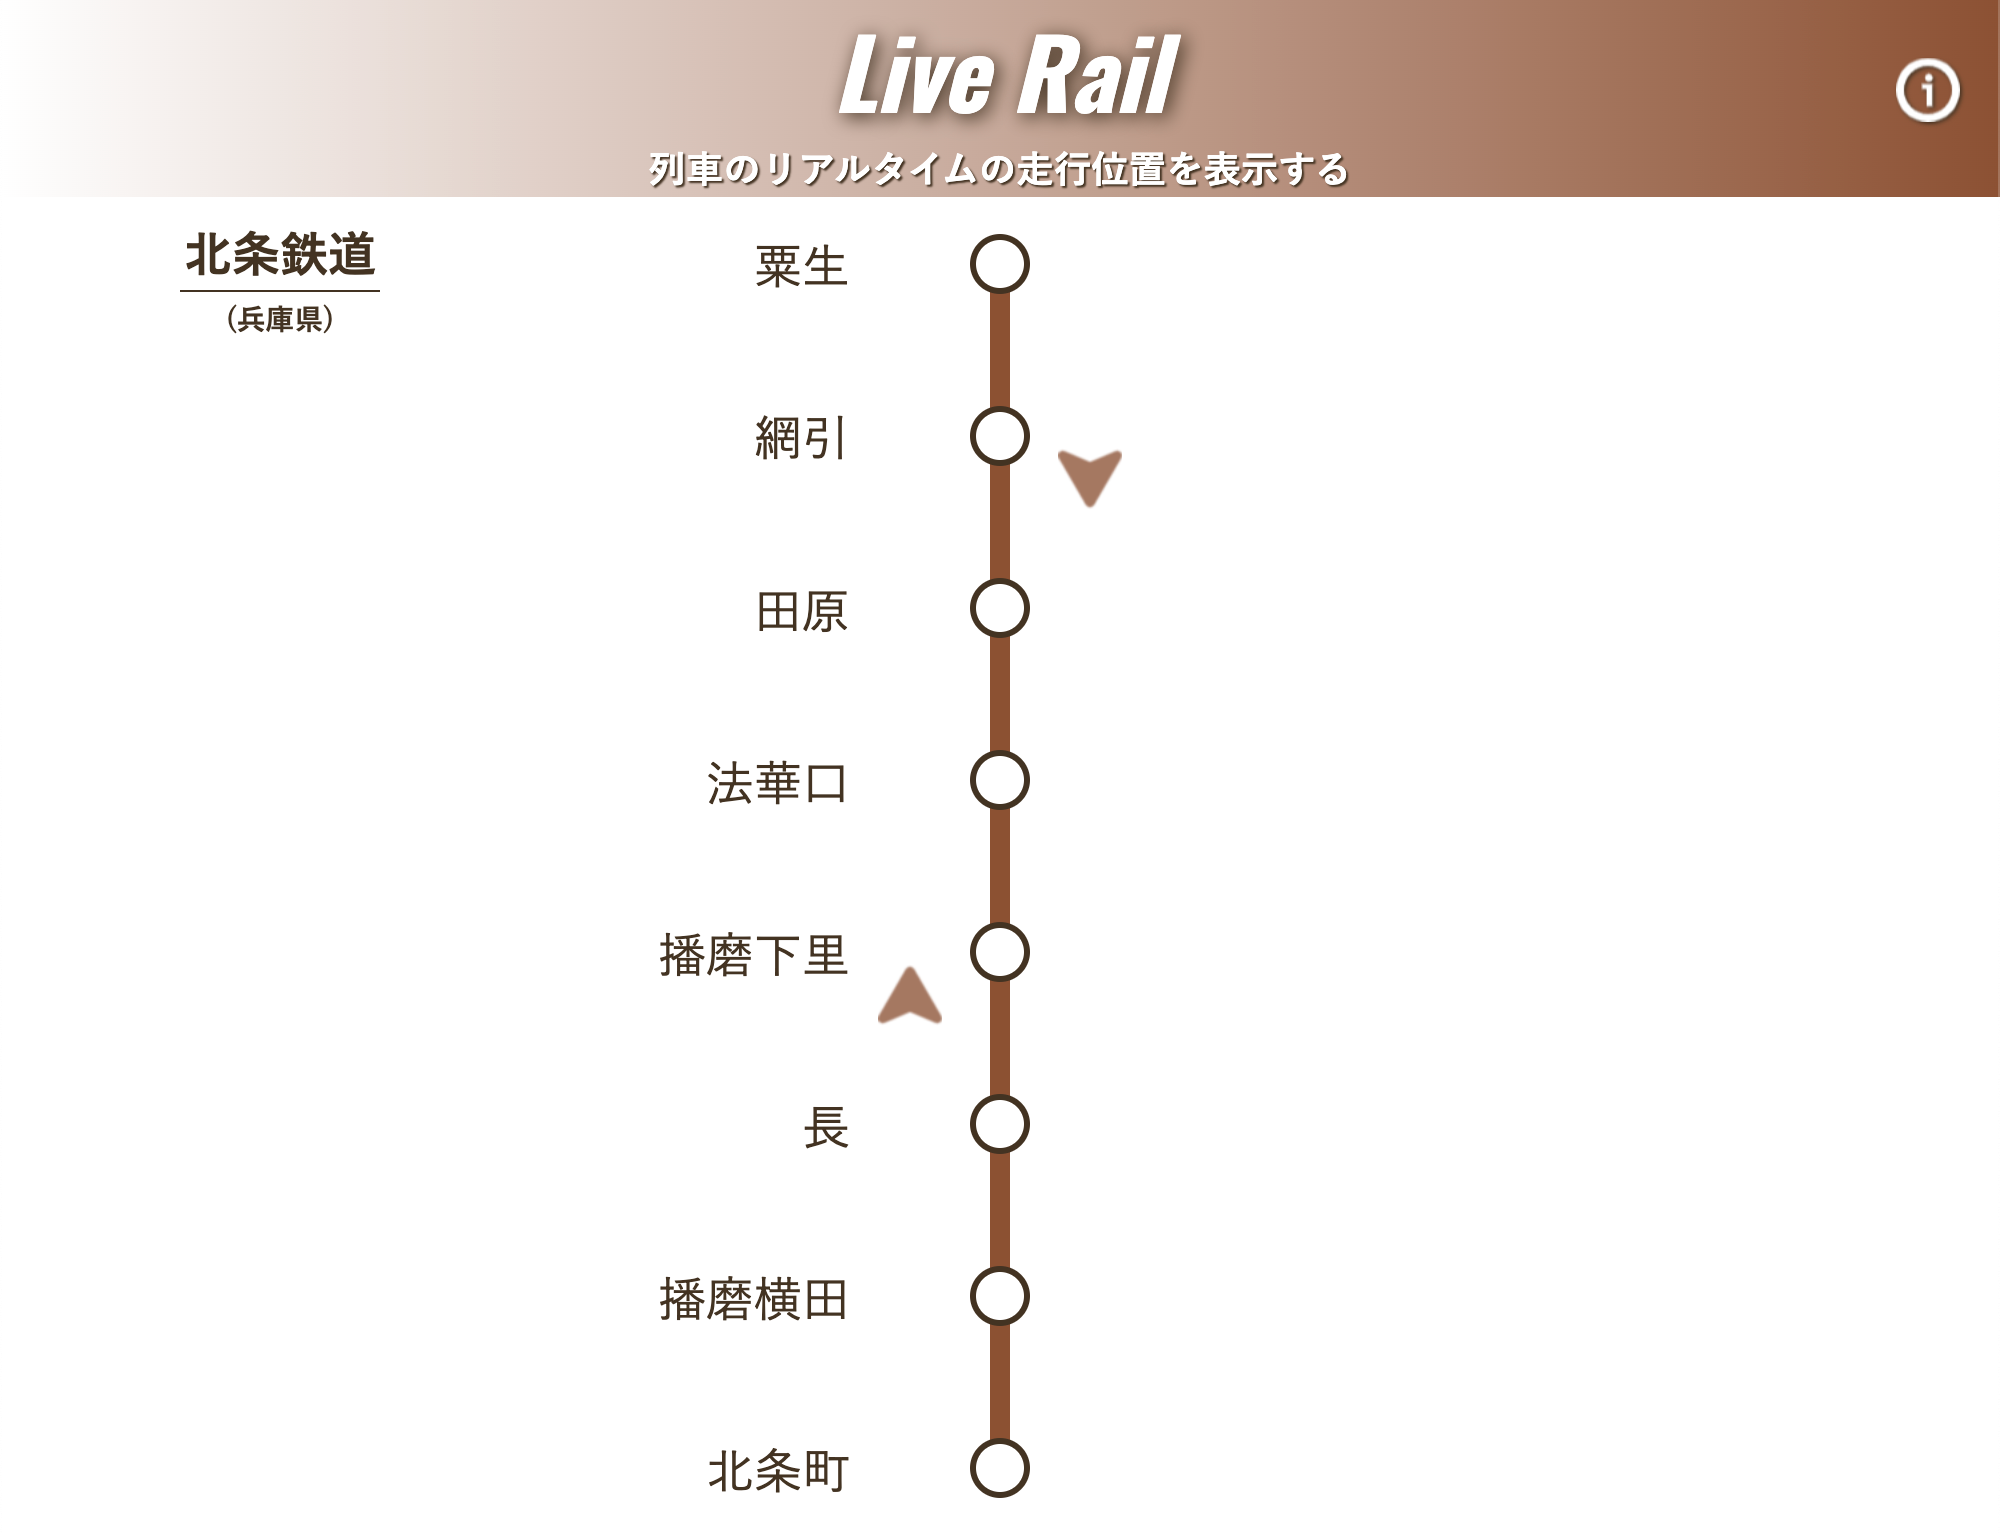 Live Rail
列車のリアルタイムの走行位置を表示する
北条鉄道
（兵庫県）
粟生
網引
田原
法華口
播磨下里
長
播磨横田
北条町